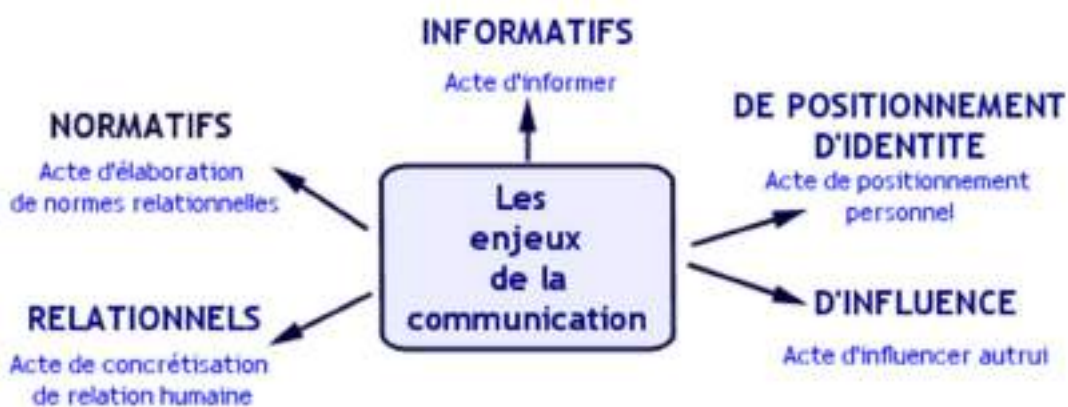 INFORMATIFS
Acte d'informer
NORMATIFS
Acte d'élaboration
de normes relationnelles
DE POSITIONNEMENT
D'IDENTITE
Acte de positionnement
personnel
Les
enjeux
de la
communication
RELATIONNELS
Acte de concrétisation
de relation humaine
D'INFLUENCE
Acte d'influencer autrui